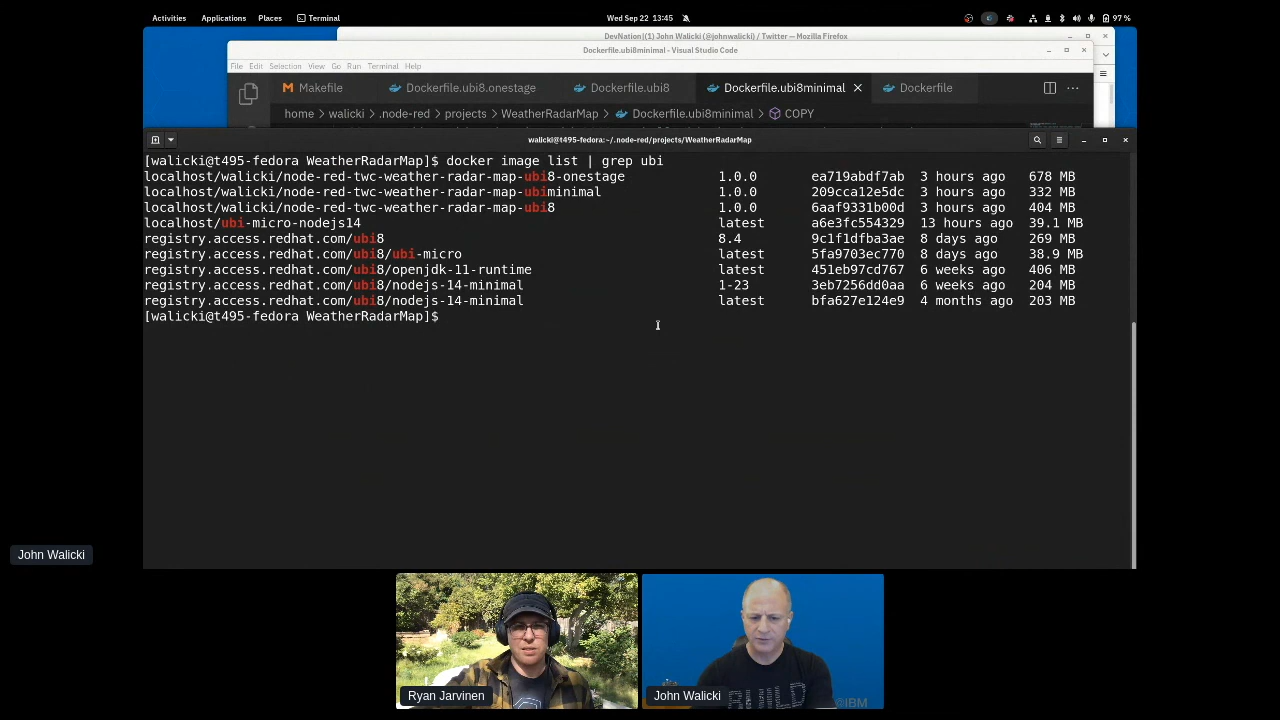 Activities Applications Places Terminal Wed Sep 22 13:45 97 %
DevNation|(1) John Walicki (@johnwalicki) / Twitter — Mozilla Firefox
Dockerfile.ubi8minimal - Visual Studio Code
File Edit Selection View Go Run Terminal Help
Makefile Dockerfile.ubi8.onestage Dockerfile.ubi8 Dockerfile.ubi8minimal Dockerfile
home > walicki > .node-red > projects > WeatherRadarMap > Dockerfile.ubi8minimal > COPY
walicki@t495-fedora:~/.node-red/projects/WeatherRadarMap
[walicki@t495-fedora WeatherRadarMap]$ docker image list | grep ubi
localhost/walicki/node-red-twc-weather-radar-map-ubi8-onestage 1.0.0 ea719abdf7ab 3 hours ago 678 MB
localhost/walicki/node-red-twc-weather-radar-map-ubiminimal 1.0.0 209cca12e5dc 3 hours ago 332 MB
localhost/walicki/node-red-twc-weather-radar-map-ubi8 1.0.0 6aaf9331b00d 3 hours ago 404 MB
localhost/ubi-micro-nodejs14 latest a6e3fc554329 13 hours ago 39.1 MB
registry.access.redhat.com/ubi8 8.4 9c1f1dfba3ae 8 days ago 269 MB
registry.access.redhat.com/ubi8/ubi-micro latest 5fa9703ec770 8 days ago 38.9 MB
registry.access.redhat.com/ubi8/openjdk-11-runtime latest 451eb97cd767 6 weeks ago 406 MB
registry.access.redhat.com/ubi8/nodejs-14-minimal 1-23 3eb7256dd0aa 6 weeks ago 204 MB
registry.access.redhat.com/ubi8/nodejs-14-minimal latest bfa627e124e9 4 months ago 203 MB
[walicki@t495-fedora WeatherRadarMap]$
John Walicki
Ryan Jarvinen
John Walicki
BUILD
©IBM